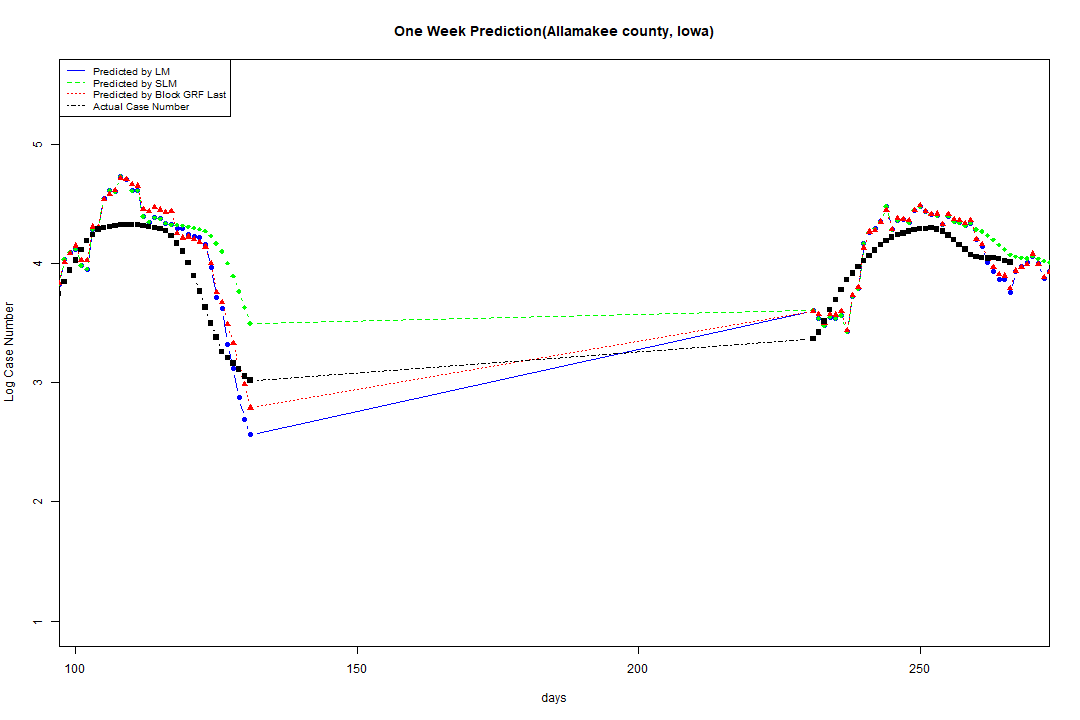 One Week Prediction(Allamakee county, Iowa)
Predicted by LM
Predicted by SLM
Predicted by Block GRF Last
Actual Case Number
5
4
3
2
1
Log Case Number
100 150 200 250
days